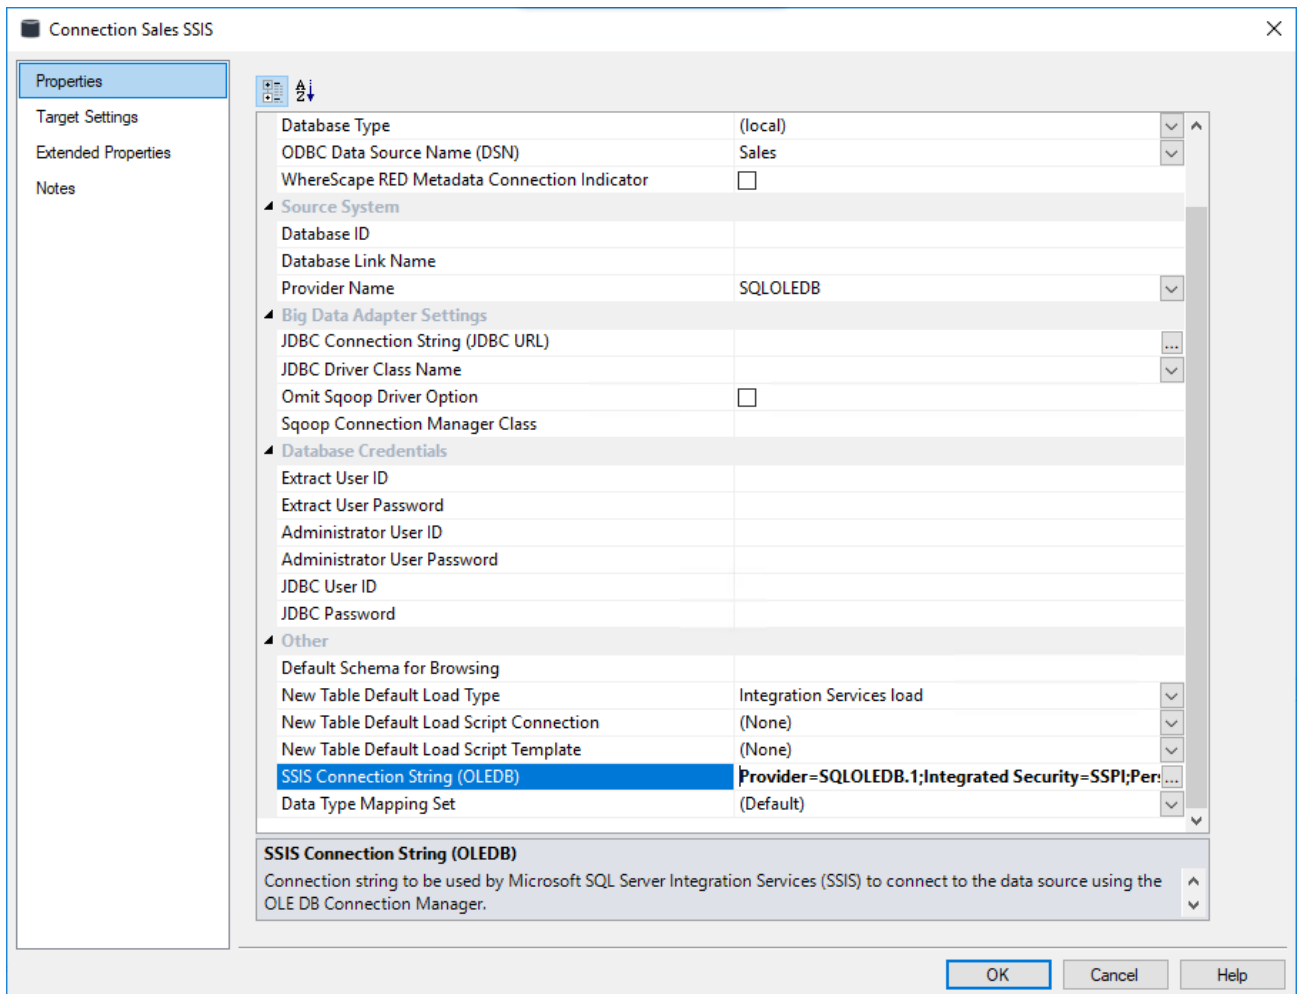 Connection Sales SSIS
Properties
Target Settings
Extended Properties
Notes
Database Type (local)
ODBC Data Source Name (DSN) Sales
WhereScape RED Metadata Connection Indicator
Source System
Database ID
Database Link Name
Provider Name SQLOLEDB
Big Data Adapter Settings
JDBC Connection String (JDBC URL) ...
JDBC Driver Class Name
Omit Sqoop Driver Option
Sqoop Connection Manager Class
Database Credentials
Extract User ID
Extract User Password
Administrator User ID
Administrator User Password
JDBC User ID
JDBC Password
Other
Default Schema for Browsing
New Table Default Load Type Integration Services load
New Table Default Load Script Connection (None)
New Table Default Load Script Template (None)
SSIS Connection String (OLEDB) Provider=SQLOLEDB.1;Integrated Security=SSPI;Per: ...
Data Type Mapping Set (Default)
SSIS Connection String (OLEDB)
Connection string to be used by Microsoft SQL Server Integration Services (SSIS) to connect to the data source using the
OLE DB Connection Manager.
OK Cancel Help